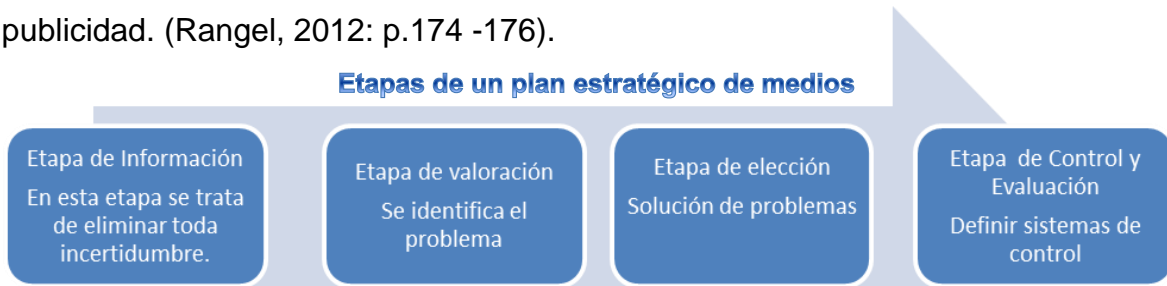 publicidad. (Rangel, 2012: p.174 -176).
Etapas de un plan estratégico de medios
Etapa de Información
En esta etapa se trata
de eliminar toda
incertidumbre.
Etapa de valoración
Se identifica el
problema
Etapa de elección
Solución de problemas
Etapa de Control y
Evaluación
Definir sistemas de
control